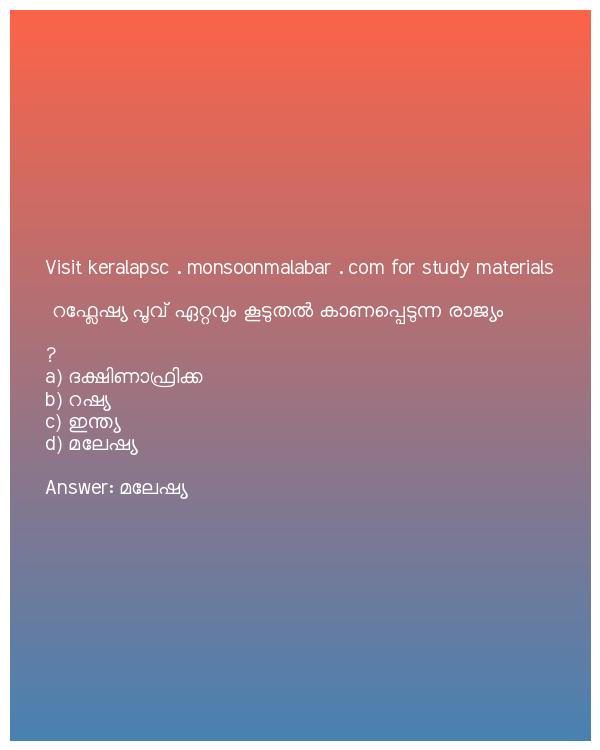 Visit keralapsc . monsoonmalabar . com for study materials
റഫ്ലേഷ്യ പൂവ് ഏറ്റവും കൂടുതൽ കാണപ്പെടുന്ന രാജ്യം
?
a) ദക്ഷിണാഫ്രിക്ക
b) റഷ്യ
c) ഇന്ത്യ
d) മലേഷ്യ
Answer: മലേഷ്യ